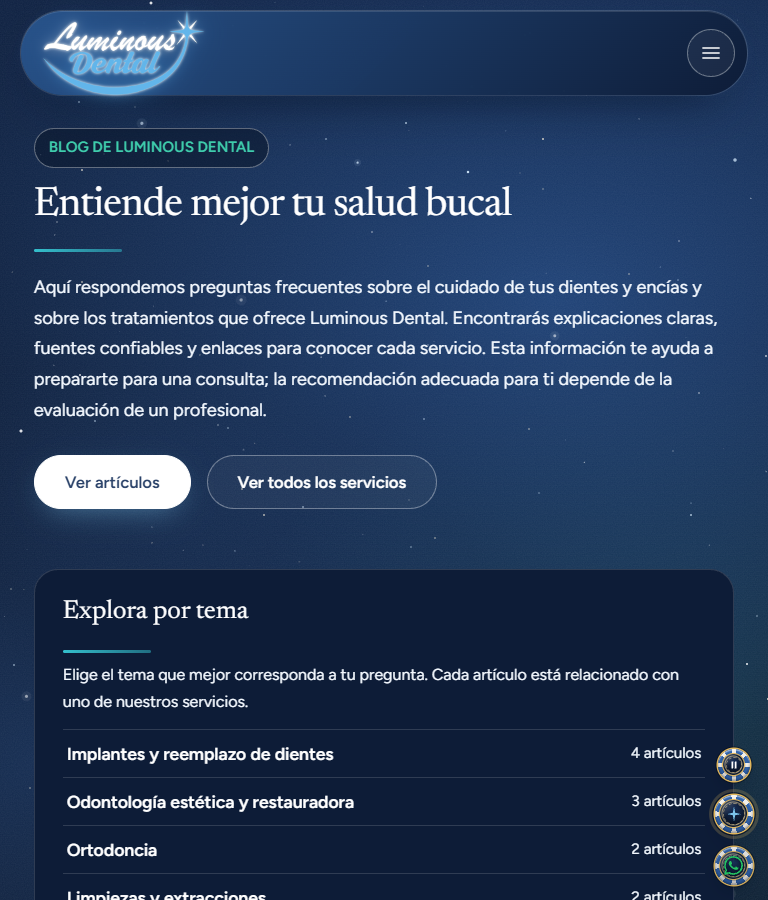 Luminous
Dental
BLOG DE LUMINOUS DENTAL
Entiende mejor tu salud bucal
Aquí respondemos preguntas frecuentes sobre el cuidado de tus dientes y encías y
sobre los tratamientos que ofrece Luminous Dental. Encontrarás explicaciones claras,
fuentes confiables y enlaces para conocer cada servicio. Esta información te ayuda a
prepararte para una consulta; la recomendación adecuada para ti depende de la
evaluación de un profesional.
Ver artículos
Ver todos los servicios
Explora por tema
Elige el tema que mejor corresponda a tu pregunta. Cada artículo está relacionado con
uno de nuestros servicios.
Implantes y reemplazo de dientes 4 artículos
Odontología estética y restauradora 3 artículos
Ortodoncia 2 artículos
Limpiezas y extracciones 2 artículos